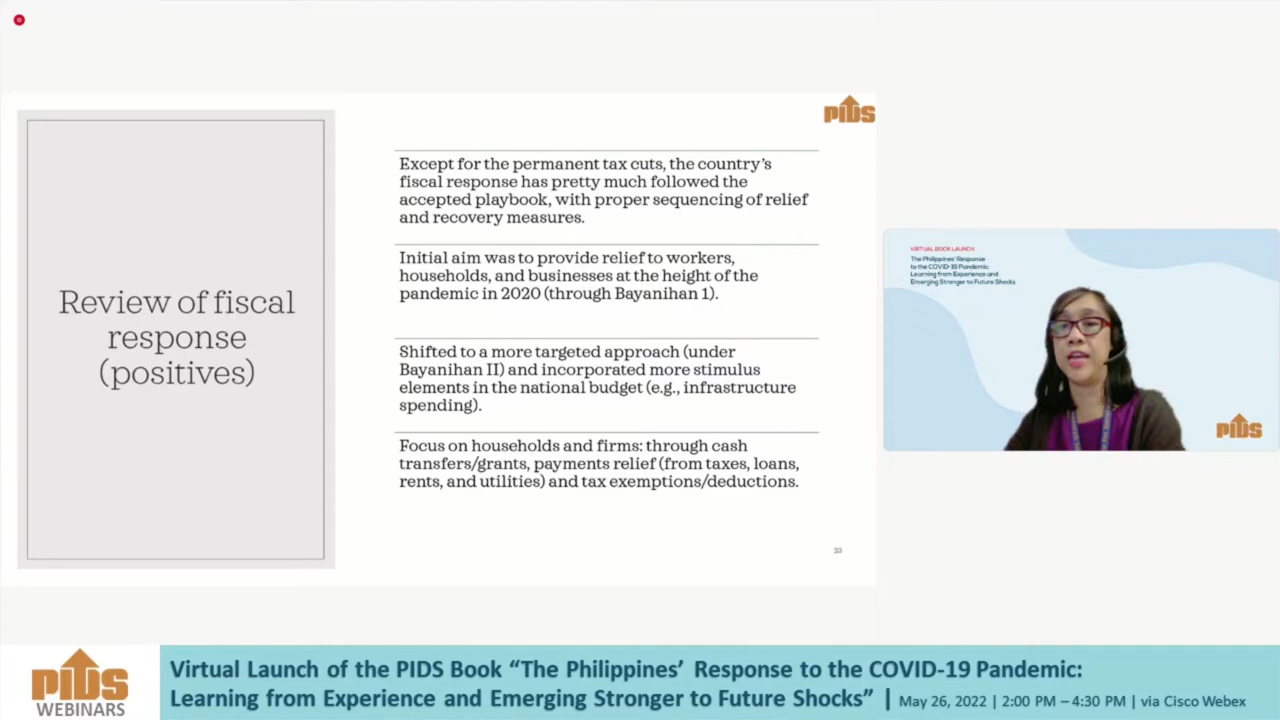 PIDS
Review of fiscal
response
(positives)
Except for the permanent tax cuts, the country’s
fiscal response has pretty much followed the
accepted playbook, with proper sequencing of relief
and recovery measures.
Initial aim was to provide relief to workers,
households, and businesses at the height of the
pandemic in 2020 (through Bayanihan 1).
Shifted to a more targeted approach (under
Bayanihan II) and incorporated more stimulus
elements in the national budget (e.g., infrastructure
spending).
Focus on households and firms: through cash
transfers/grants, payments relief (from taxes, loans,
rents, and utilities) and tax exemptions/deductions.
VIRTUAL BOOK LAUNCH
The Philippines' Response
to the COVID-19 Pandemic:
Learning from Experience and
Emerging Stronger to Future Shocks
PIDS
PIDS
WEBINARS
Virtual Launch of the PIDS Book “The Philippines’ Response to the COVID-19 Pandemic:
Learning from Experience and Emerging Stronger to Future Shocks” | May 26, 2022 | 2:00 PM – 4:30 PM | via Cisco Webex